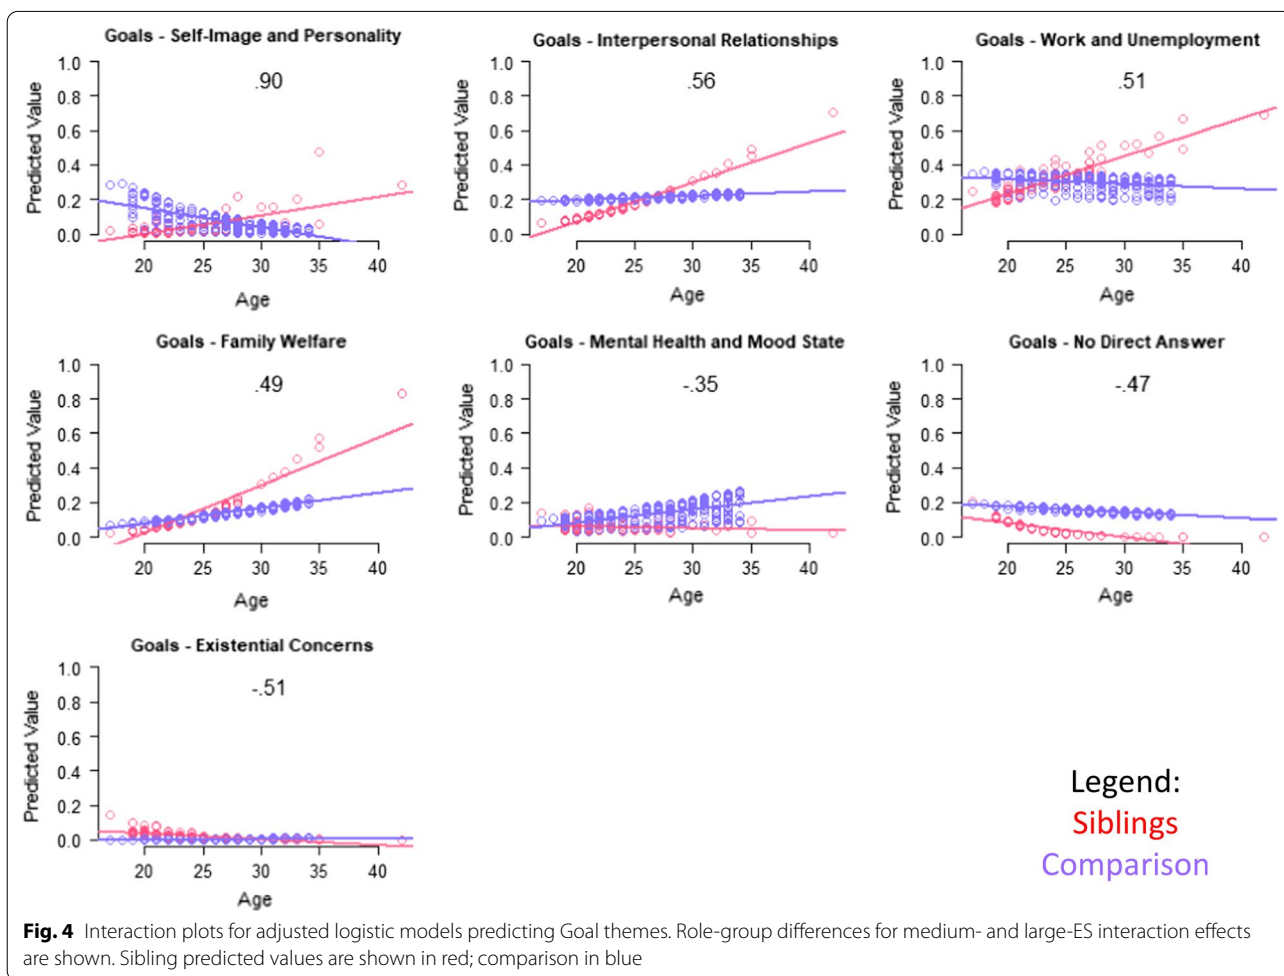 Goals - Self-Image and Personality
.90
Predicted Value
1.0
0.8
0.6
0.4
0.2
0.0
20 25 30 35 40
Age
Goals - Interpersonal Relationships
.56
Predicted Value
1.0
0.8
0.6
0.4
0.2
0.0
20 25 30 35 40
Age
Goals - Work and Unemployment
.51
Predicted Value
1.0
0.8
0.6
0.4
0.2
0.0
20 25 30 35 40
Age
Goals - Family Welfare
.49
Predicted Value
1.0
0.8
0.6
0.4
0.2
0.0
20 25 30 35 40
Age
Goals - Mental Health and Mood State
-.35
Predicted Value
1.0
0.8
0.6
0.4
0.2
0.0
20 25 30 35 40
Age
Goals - No Direct Answer
-.47
Predicted Value
1.0
0.8
0.6
0.4
0.2
0.0
20 25 30 35 40
Age
Goals - Existential Concerns
-.51
Predicted Value
1.0
0.8
0.6
0.4
0.2
0.0
20 25 30 35 40
Age
Legend:
Siblings
Comparison
Fig. 4 Interaction plots for adjusted logistic models predicting Goal themes. Role-group differences for medium- and large-ES interaction effects
are shown. Sibling predicted values are shown in red; comparison in blue